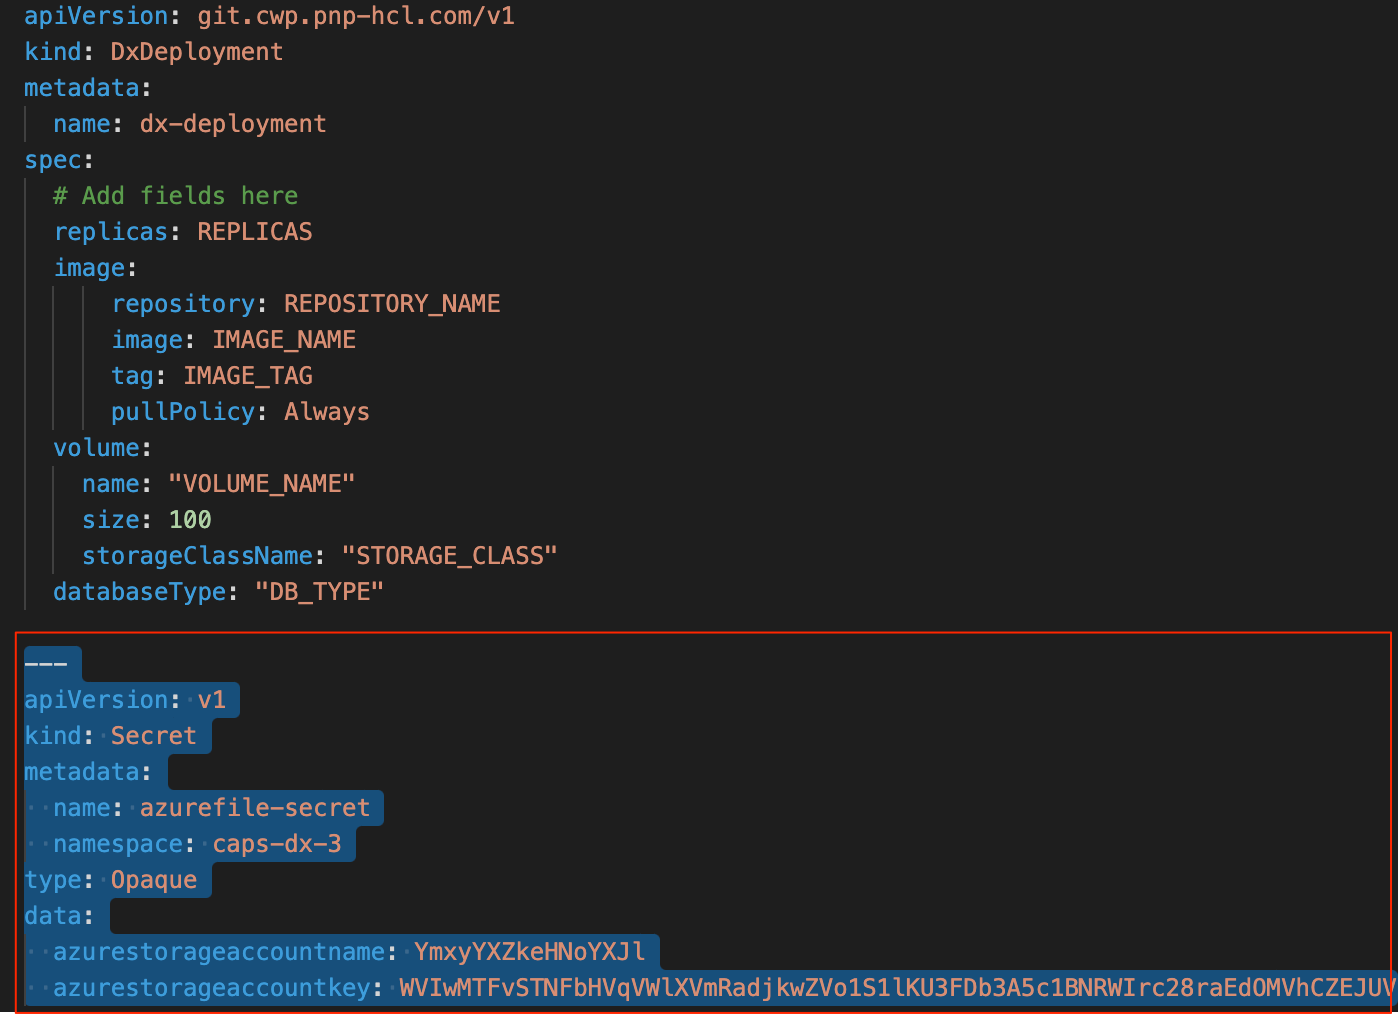 apiVersion: git.cwp.pnp-hcl.com/v1
kind: DxDeployment
metadata:
  name: dx-deployment
spec:
  # Add fields here
  replicas: REPLICAS
  image:
      repository: REPOSITORY_NAME
      image: IMAGE_NAME
      tag: IMAGE_TAG
      pullPolicy: Always
  volume:
    name: "VOLUME_NAME"
    size: 100
    storageClassName: "STORAGE_CLASS"
  databaseType: "DB_TYPE"
---
apiVersion: v1
kind: Secret
metadata:
  name: azurefile-secret
  namespace: caps-dx-3
type: Opaque
data:
  azurestorageaccountname: YmxyYXZkeHNoYXJl
  azurestorageaccountkey: WVIwMTFvSTNFbHVqVWlXVmRadjkwZVo1S1lKU3FDb3A5c1BNRWIrc28raEdOMVhCZEJUV